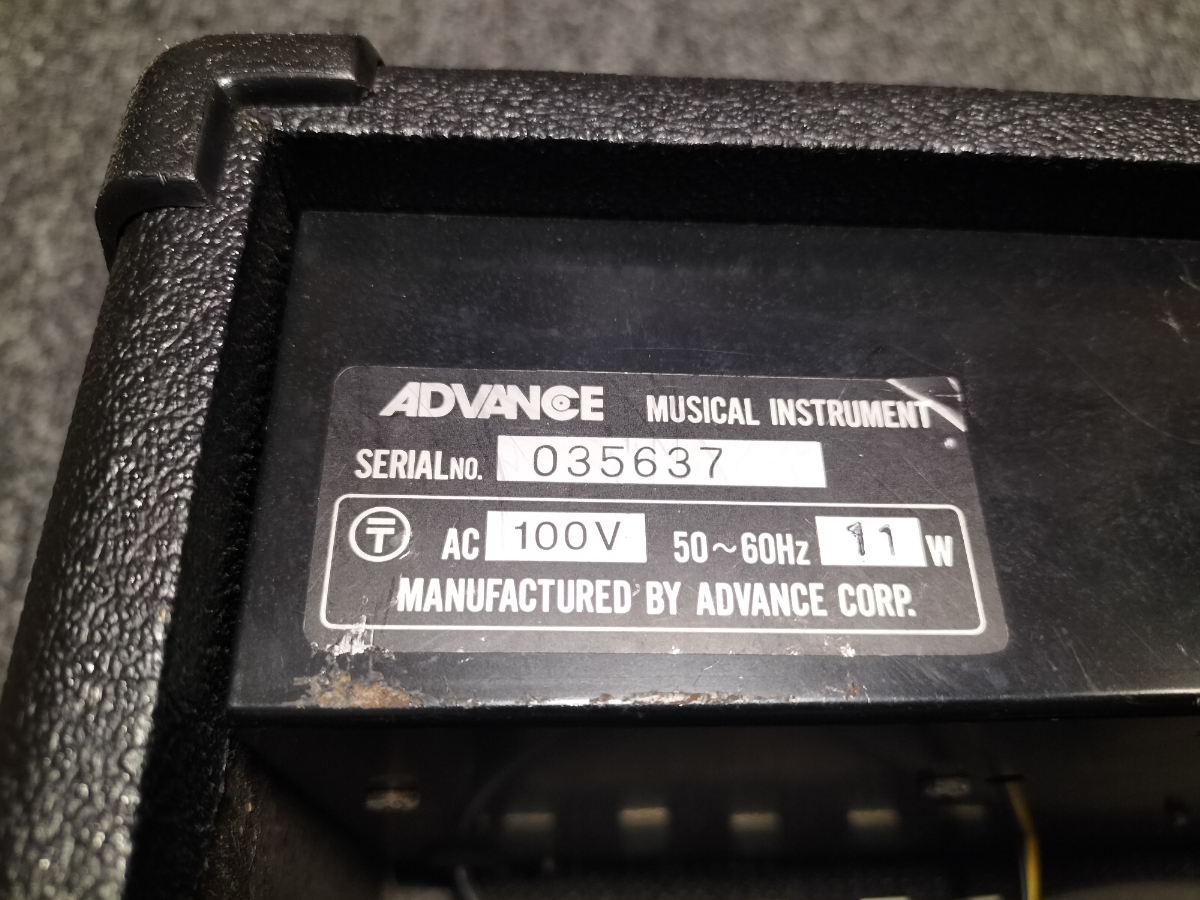 ADVANCE MUSICAL INSTRUMENT
SERIAL NO. 035637
〶 AC 100V 50~60Hz 11 W
MANUFACTURED BY ADVANCE CORP.